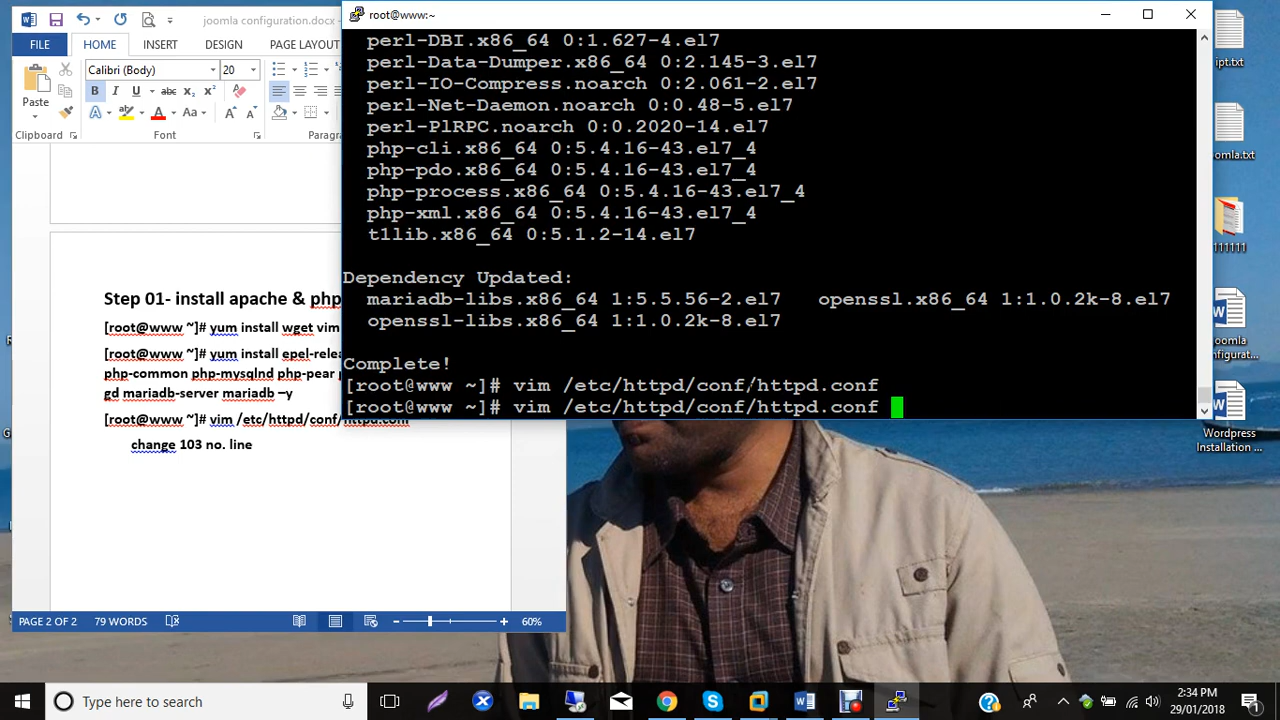 joomla configuration.docx -
FILE HOME INSERT DESIGN PAGE LAYOUT
Calibri (Body) 20
Paste
Clipboard Font Paragr
Step 01- install apache & php
[root@www ~]# yum install wget vim
[root@www ~]# yum install epel-relea
php-common php-mysqlnd php-pear
gd mariadb-server mariadb –y
[root@www ~]# vim /etc/httpd/conf/httpd.conf
change 103 no. line
PAGE 2 OF 2 79 WORDS 60%
root@www:~
perl-DBI.x86_64 0:1.627-4.el7
perl-Data-Dumper.x86_64 0:2.145-3.el7
perl-IO-Compress.noarch 0:2.061-2.el7
perl-Net-Daemon.noarch 0:0.48-5.el7
perl-PlRPC.noarch 0:0.2020-14.el7
php-cli.x86_64 0:5.4.16-43.el7_4
php-pdo.x86_64 0:5.4.16-43.el7_4
php-process.x86_64 0:5.4.16-43.el7_4
php-xml.x86_64 0:5.4.16-43.el7_4
t1lib.x86_64 0:5.1.2-14.el7
Dependency Updated:
mariadb-libs.x86_64 1:5.5.56-2.el7 openssl.x86_64 1:1.0.2k-8.el7
openssl-libs.x86_64 1:1.0.2k-8.el7
Complete!
[root@www ~]# vim /etc/httpd/conf/httpd.conf
[root@www ~]# vim /etc/httpd/conf/httpd.conf
ipt.txt
omla.txt
111111
Joomla
Configurat...
Wordpress
Installation ...
Type here to search
2:34 PM
29/01/2018